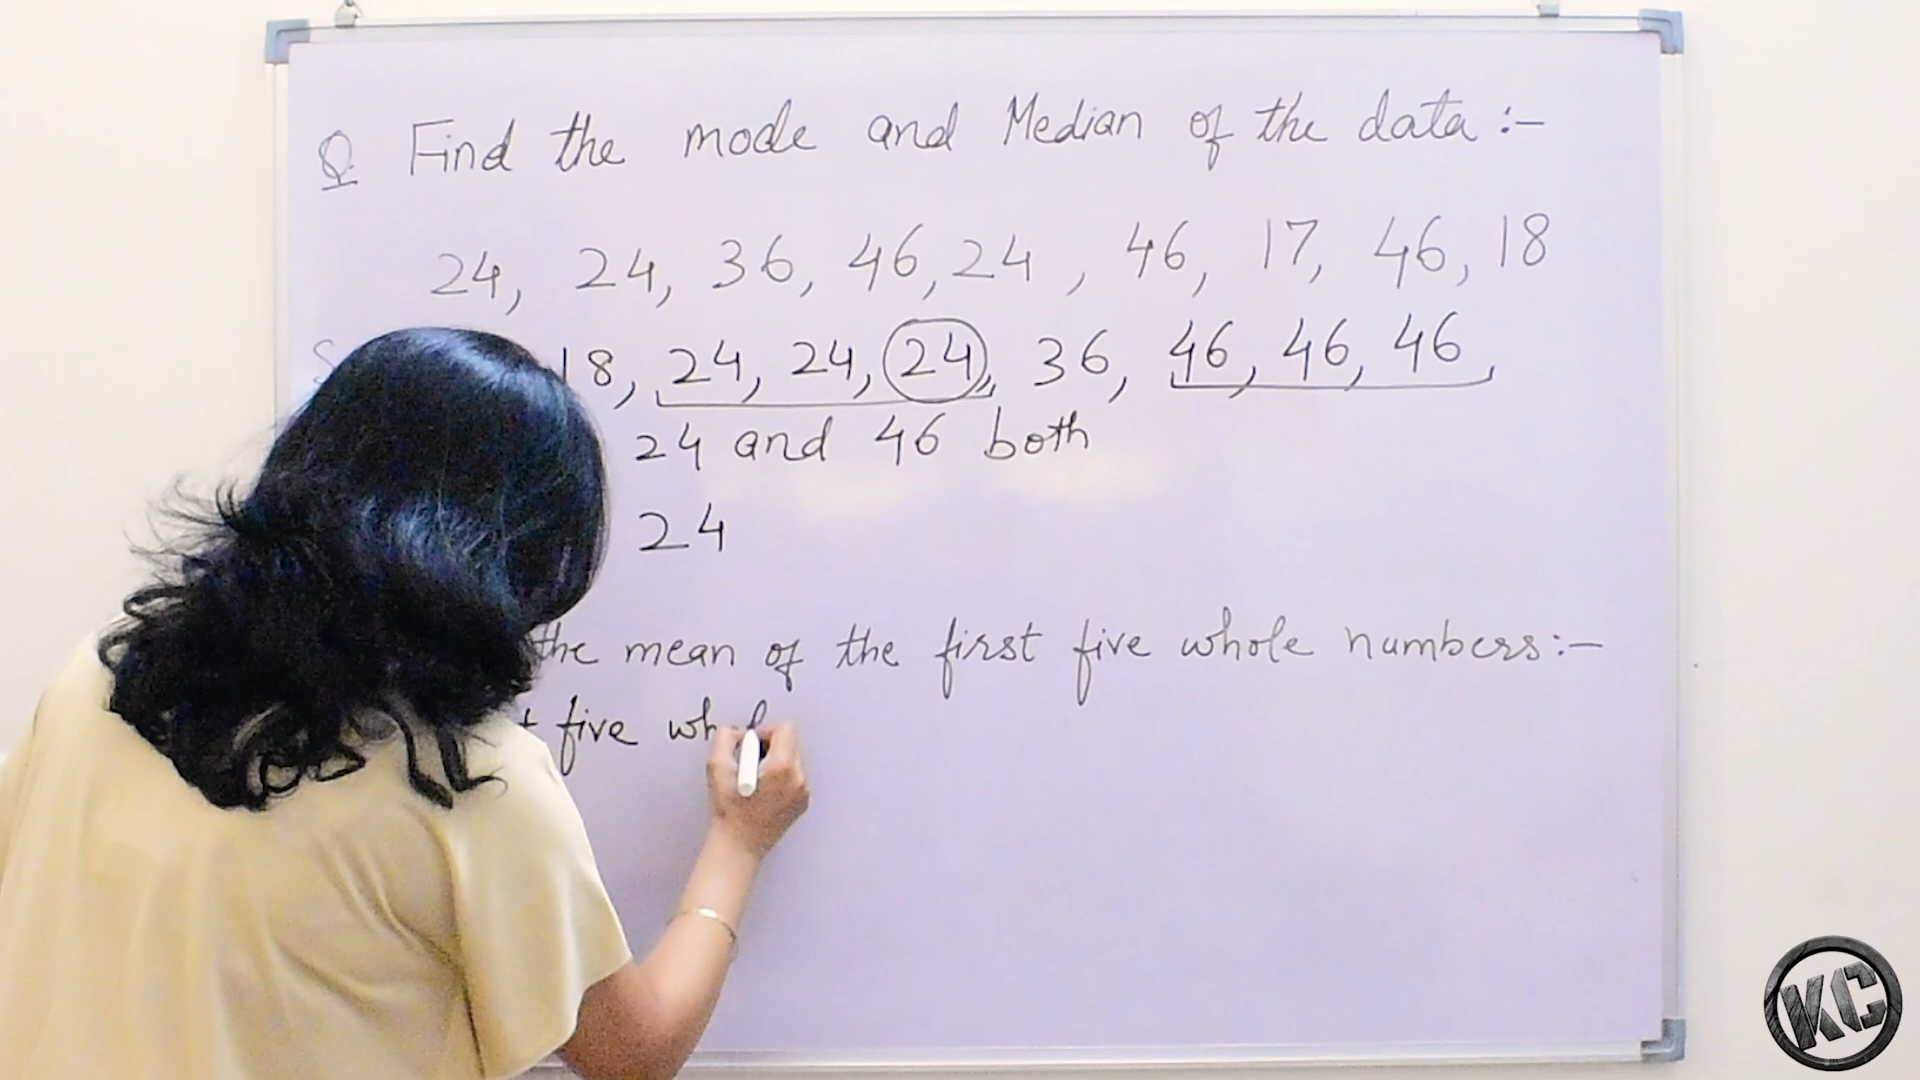 Q. Find the mode and Median of the data :-
24, 24, 36, 46, 24, 46, 17, 46, 18
18, 24, 24, 24, 36, 46, 46, 46,
24 and 46 both
24
the mean of the first five whole numbers :-
five
KC